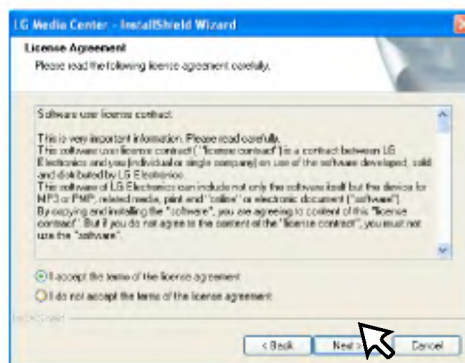 LG Media Center - InstallShield Wizard
License Agreement
Please read the following license agreement carefully.
Software user license contract
This is very important information. Please read carefully.
This software user license contract ( "license contract") is a contract between LG
Electronics and you (individual or single company) on use of the software developed, sold
and distributed by LG Electronics.
This software of LG Electronics can include not only the software itself but the device for
MP3 or PMP, related media, print and "online" or electronic document ("software").
By copying and installing the "software", you are agreeing to content of this "license
contract". But if you do not agree to the content of the "license contract", you must not
use the "software".
I accept the terms of the license agreement
I do not accept the terms of the license agreement
InstallShield
< Back
Next >
Cancel